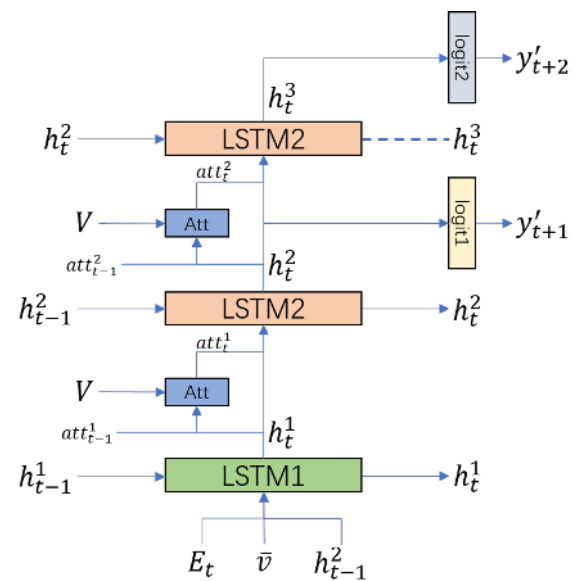 logit2
y′_{t+2}
h_t^3
h_t^2 LSTM2 h_t^3
att_t^2
V Att logit1 y′_{t+1}
att_{t-1}^2 h_t^2
h_{t-1}^2 LSTM2 h_t^2
att_t^1
V Att
att_{t-1}^1 h_t^1
h_{t-1}^1 LSTM1 h_t^1
E_t v̄ h_{t-1}^2